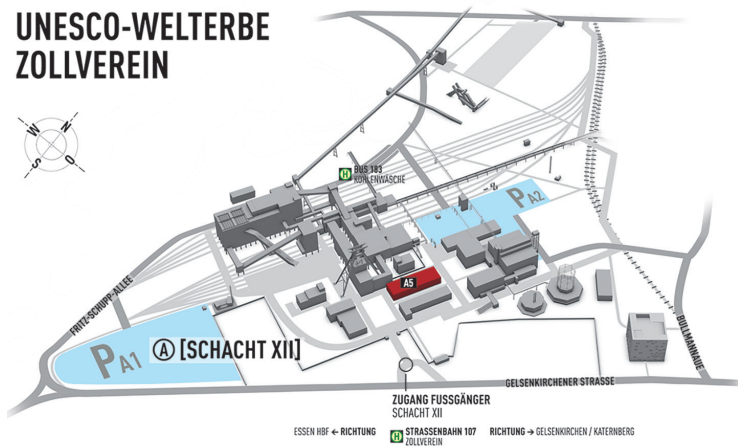 UNESCO-WELTERBE
ZOLLVEREIN
W
N
S
O
H BUS 183
KOHLENWÄSCHE
P A2
A5
FRITZ-SCHUPP-ALLEE
P A1
A [SCHACHT XII]
BULLMANNAUE
GELSENKIRCHENER STRASSE
ZUGANG FUSSGÄNGER
SCHACHT XII
ESSEN HBF ← RICHTUNG
H STRASSENBAHN 107
ZOLLVEREIN
RICHTUNG → GELSENKIRCHEN / KATERNBERG